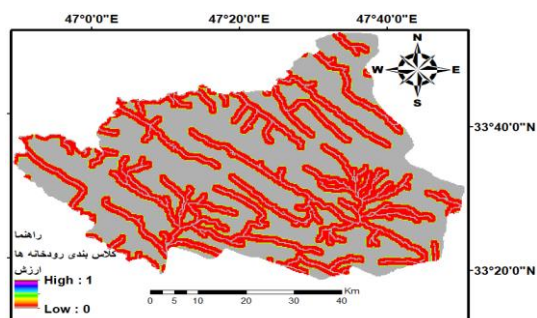 47°0'0"E 47°20'0"E 47°40'0"E
N
W E
S
33°40'0"N
33°20'0"N
راهنما
کلاس بندی رودخانه ها
ارزش
High : 1
Low : 0
Km
0 5 10 20 30 40